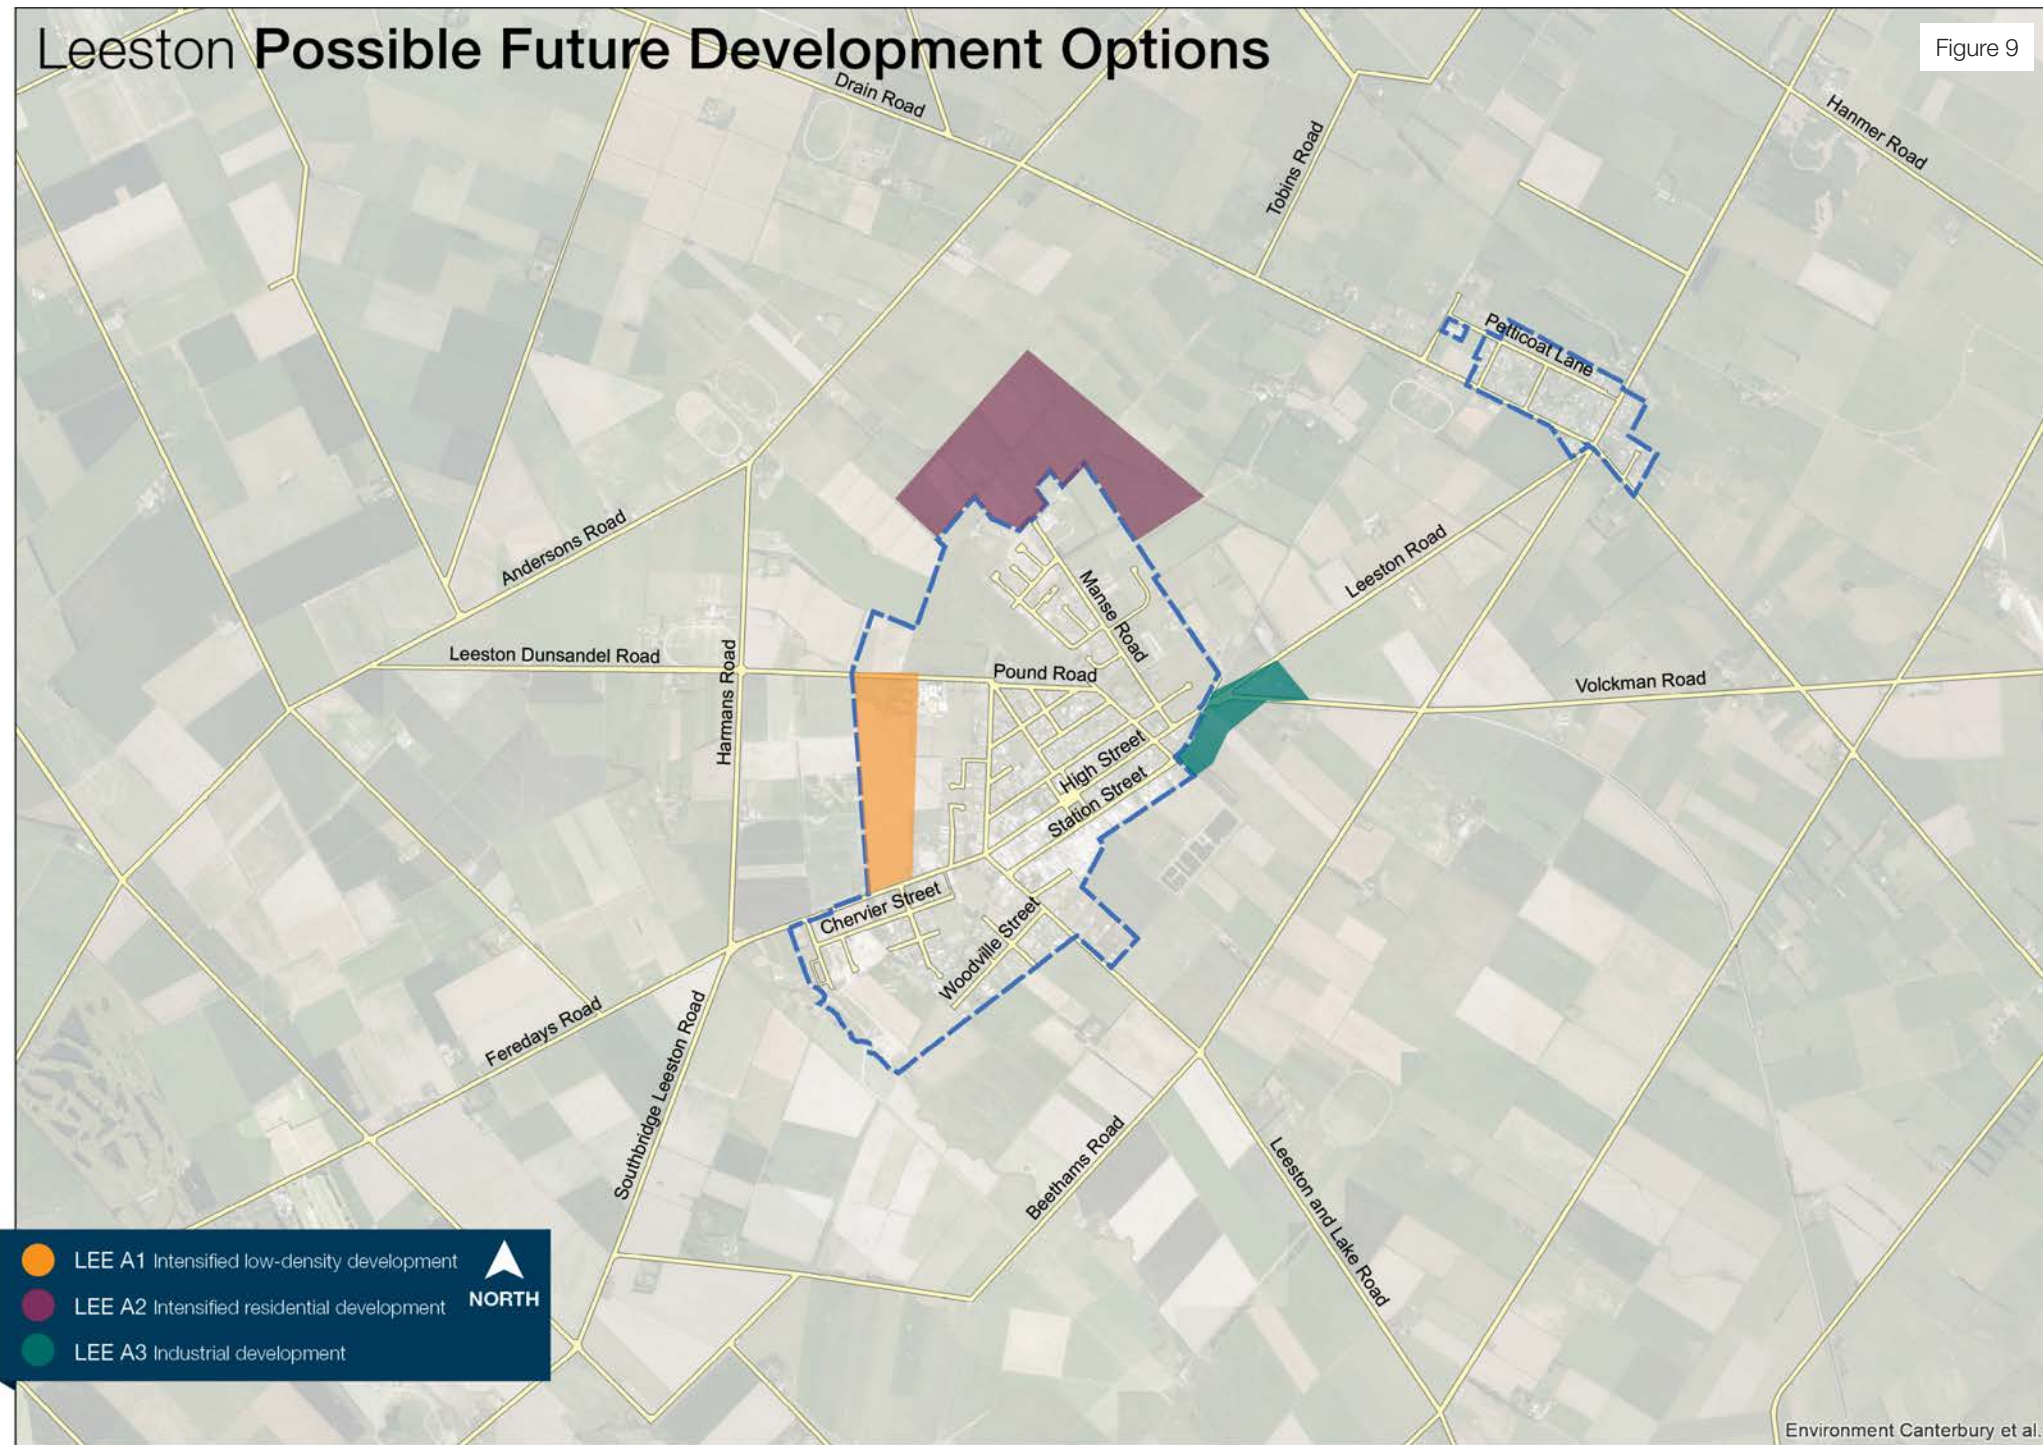 Leeston Possible Future Development Options
Figure 9
Drain Road
Hanmer Road
Tobins Road
Petticoat Lane
Andersons Road
Leeston Road
Manse Road
Leeston Dunsandel Road
Harmans Road
Pound Road
Volckman Road
High Street
Station Street
Chervier Street
Woodville Street
Feredays Road
Southbridge Leeston Road
Beethams Road
Leeston and Lake Road
LEE A1 Intensified low-density development
LEE A2 Intensified residential development
LEE A3 Industrial development
NORTH
Environment Canterbury et al